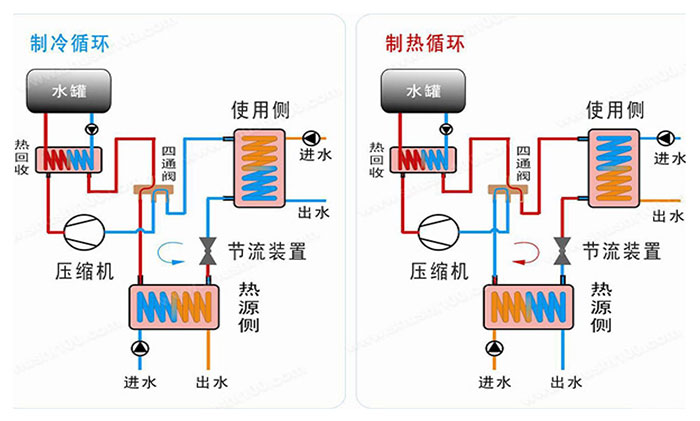 制冷循环
水罐
使用侧
热回收
四通阀
进水
出水
压缩机
节流装置
热源侧
进水
出水
制热循环
水罐
使用侧
热回收
四通阀
进水
出水
压缩机
节流装置
热源侧
进水
出水